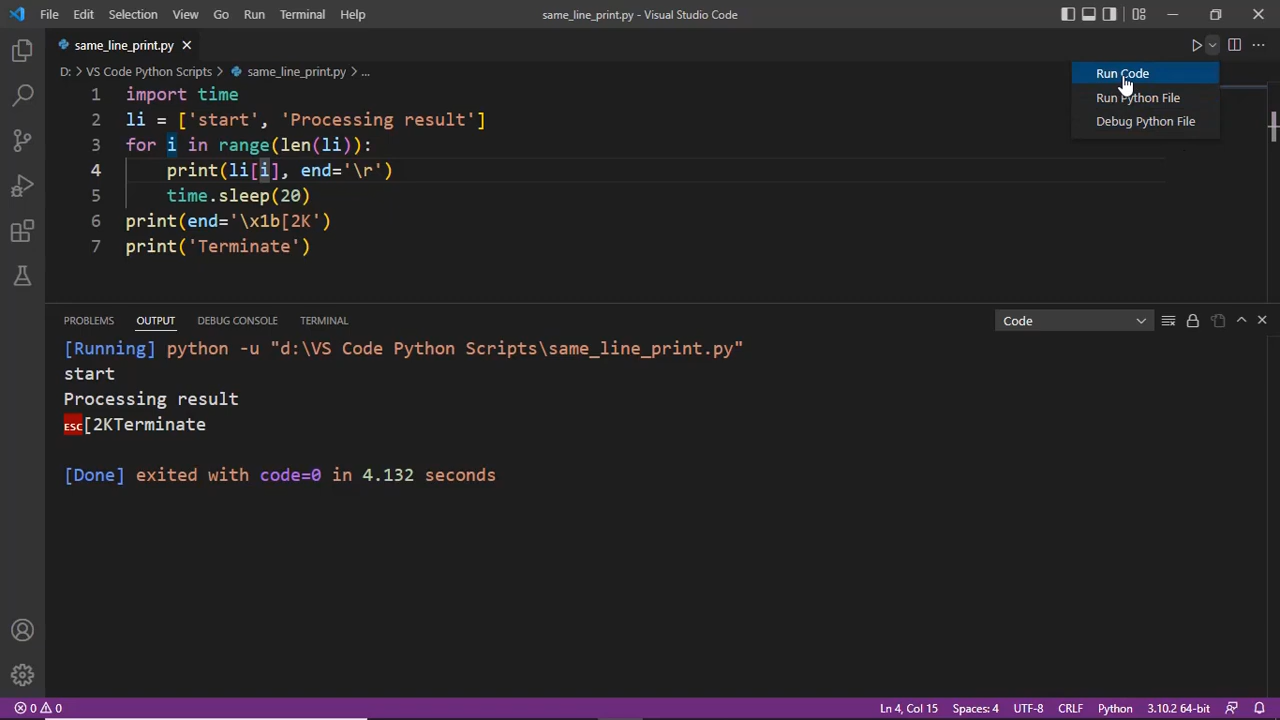 File Edit Selection View Go Run Terminal Help same_line_print.py - Visual Studio Code
same_line_print.py
D: > VS Code Python Scripts > same_line_print.py > ...
Run Code
Run Python File
Debug Python File
1 import time
2 li = ['start', 'Processing result']
3 for i in range(len(li)):
4 print(li[i], end='\r')
5 time.sleep(20)
6 print(end='\x1b[2K')
7 print('Terminate')
PROBLEMS OUTPUT DEBUG CONSOLE TERMINAL Code
[Running] python -u "d:\VS Code Python Scripts\same_line_print.py"
start
Processing result
ESC[2KTerminate
[Done] exited with code=0 in 4.132 seconds
0 0 Ln 4, Col 15 Spaces: 4 UTF-8 CRLF Python 3.10.2 64-bit